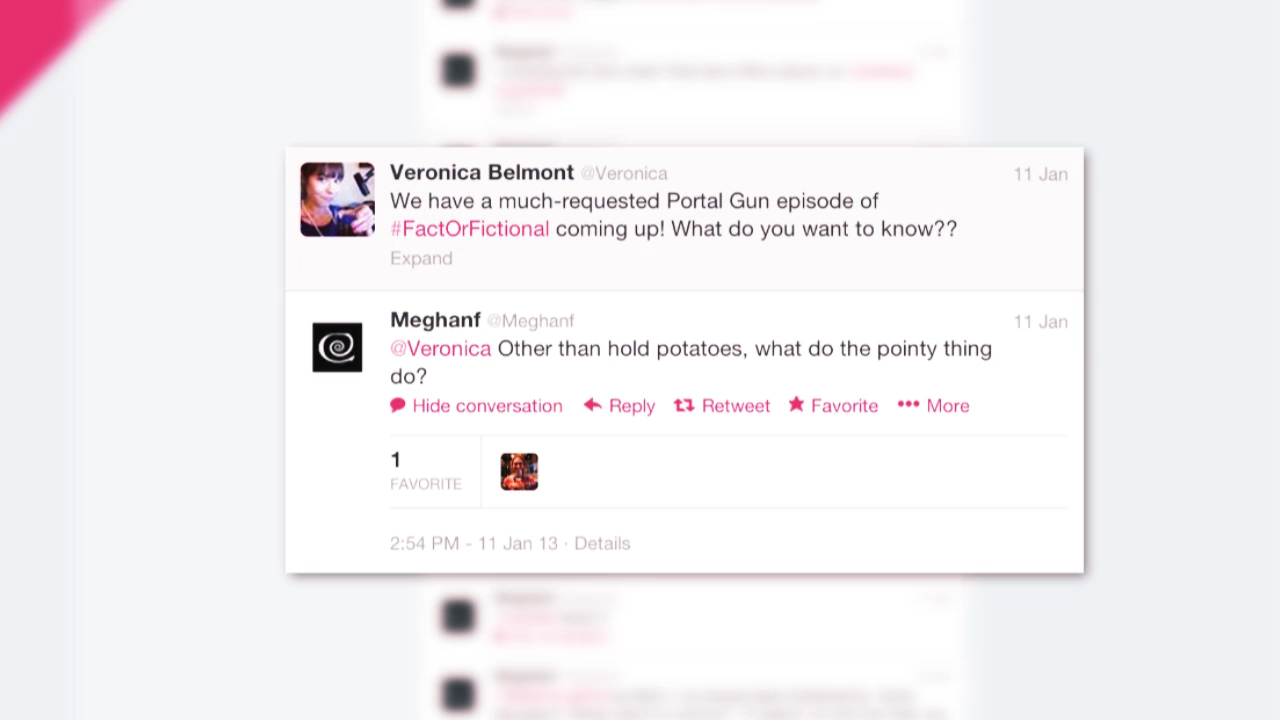 Veronica Belmont @Veronica 11 Jan
We have a much-requested Portal Gun episode of
#FactOrFictional coming up! What do you want to know??
Expand
Meghanf @Meghanf 11 Jan
@Veronica Other than hold potatoes, what do the pointy thing
do?
Hide conversation Reply Retweet Favorite More
1
FAVORITE
2:54 PM - 11 Jan 13 · Details